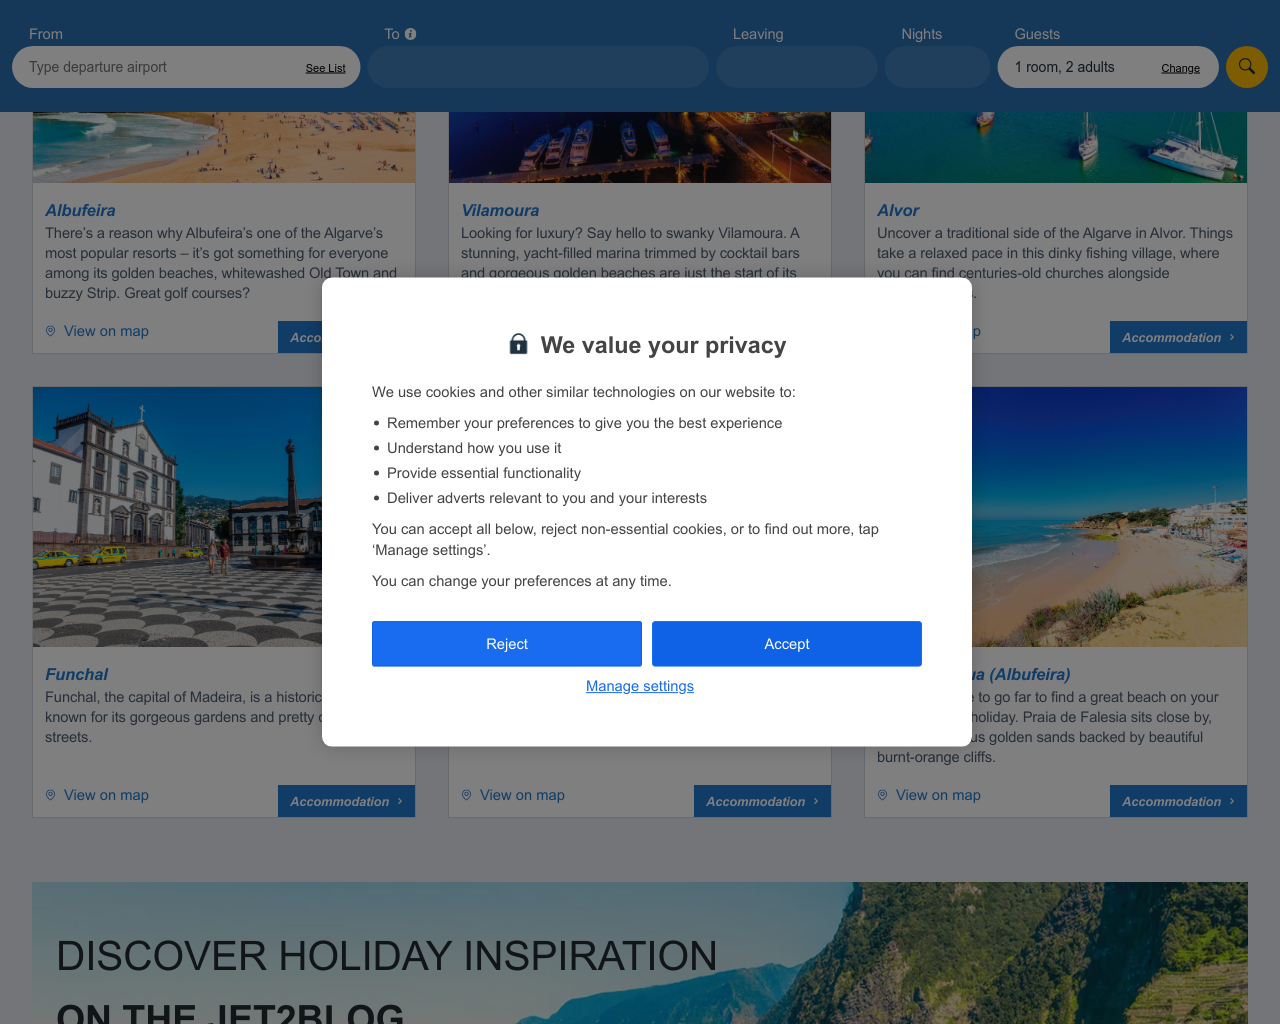 From
To
Leaving
Nights
Guests
Type departure airport
See List
1 room, 2 adults
Change
Albufeira
There's a reason why Albufeira's one of the Algarve's
most popular resorts – it's got something for everyone
among its golden beaches, whitewashed Old Town and
buzzy Strip. Great golf courses?
View on map
Vilamoura
Looking for luxury? Say hello to swanky Vilamoura. A
stunning, yacht-filled marina trimmed by cocktail bars
and gorgeous golden beaches are just the start of its
Alvor
Uncover a traditional side of the Algarve in Alvor. Things
take a relaxed pace in this dinky fishing village, where
you can find centuries-old churches alongside
Accommodation
We value your privacy
We use cookies and other similar technologies on our website to:
• Remember your preferences to give you the best experience
• Understand how you use it
• Provide essential functionality
• Deliver adverts relevant to you and your interests
You can accept all below, reject non-essential cookies, or to find out more, tap
‘Manage settings’.
You can change your preferences at any time.
Reject
Accept
Manage settings
Funchal
Funchal, the capital of Madeira, is a historic
known for its gorgeous gardens and pretty
streets.
View on map
Accommodation
View on map
Accommodation
(Albufeira)
to go far to find a great beach on your
holiday. Praia de Falesia sits close by,
golden sands backed by beautiful
burnt-orange cliffs.
View on map
Accommodation
DISCOVER HOLIDAY INSPIRATION
ON THE JET2BLOG